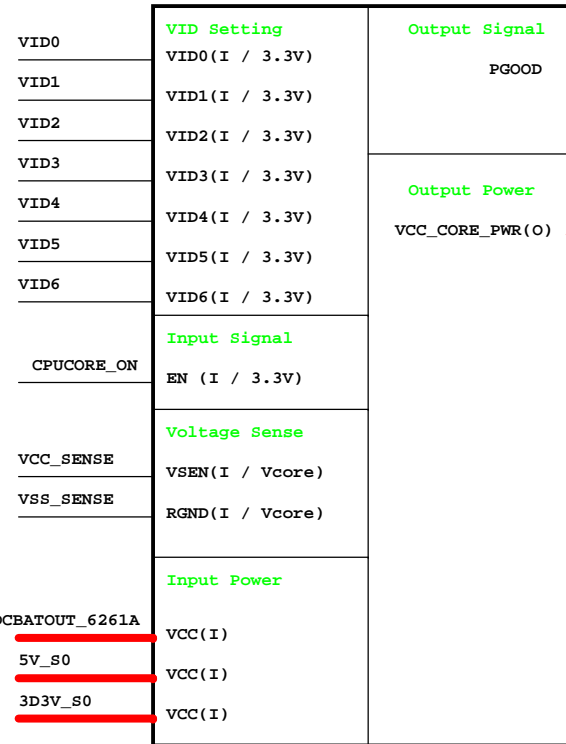 VID0
VID1
VID2
VID3
VID4
VID5
VID6
CPUCORE_ON
VCC_SENSE
VSS_SENSE
DCBATOUT_6261A
5V_S0
3D3V_S0
VID Setting
VID0(I / 3.3V)
VID1(I / 3.3V)
VID2(I / 3.3V)
VID3(I / 3.3V)
VID4(I / 3.3V)
VID5(I / 3.3V)
VID6(I / 3.3V)
Input Signal
EN (I / 3.3V)
Voltage Sense
VSEN(I / Vcore)
RGND(I / Vcore)
Input Power
VCC(I)
VCC(I)
VCC(I)
Output Signal
PGOOD
Output Power
VCC_CORE_PWR(O)